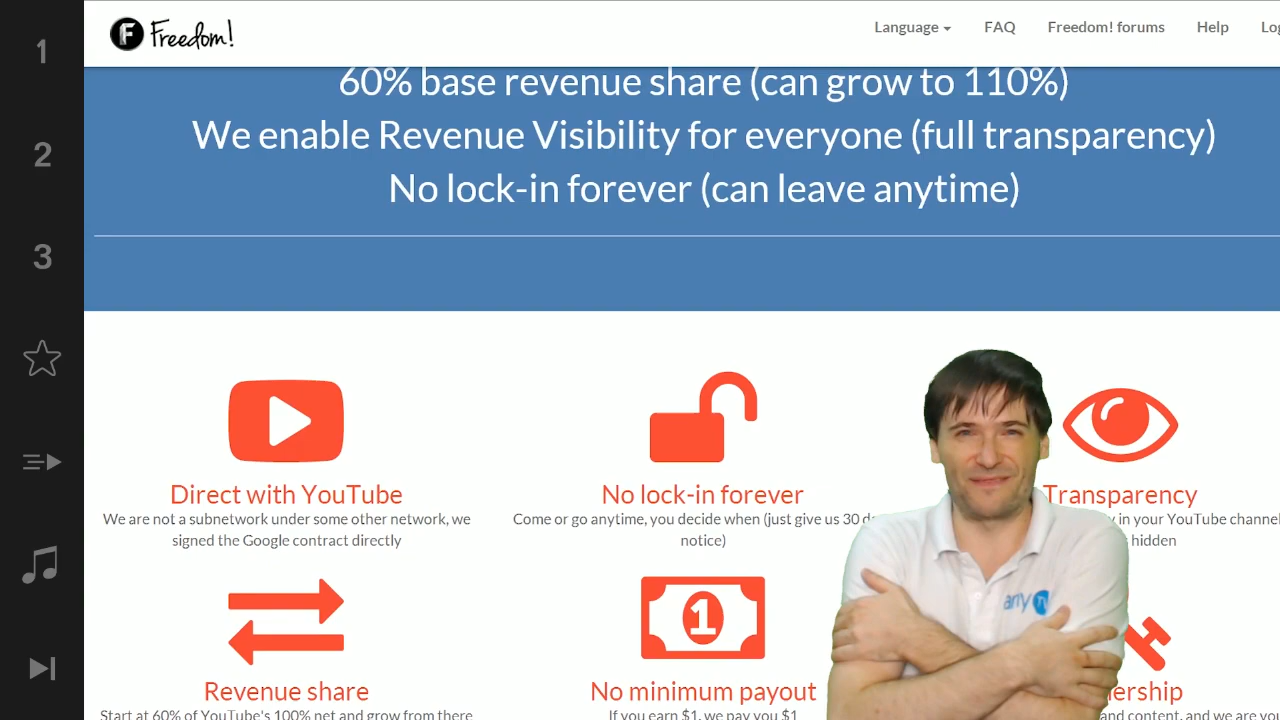 1
2
3
F Freedom!
Language FAQ Freedom! forums Help
60% base revenue share (can grow to 110%)
We enable Revenue Visibility for everyone (full transparency)
No lock-in forever (can leave anytime)
Direct with YouTube
We are not a subnetwork under some other network, we
signed the Google contract directly
No lock-in forever
Come or go anytime, you decide when (just give us 30
notice)
Transparency
in your YouTube channel
hidden
any TV
1
Revenue share
Start at 60% of YouTube's 100% net and grow from there
No minimum payout
If you earn $1, we pay you $1
and content, and we are